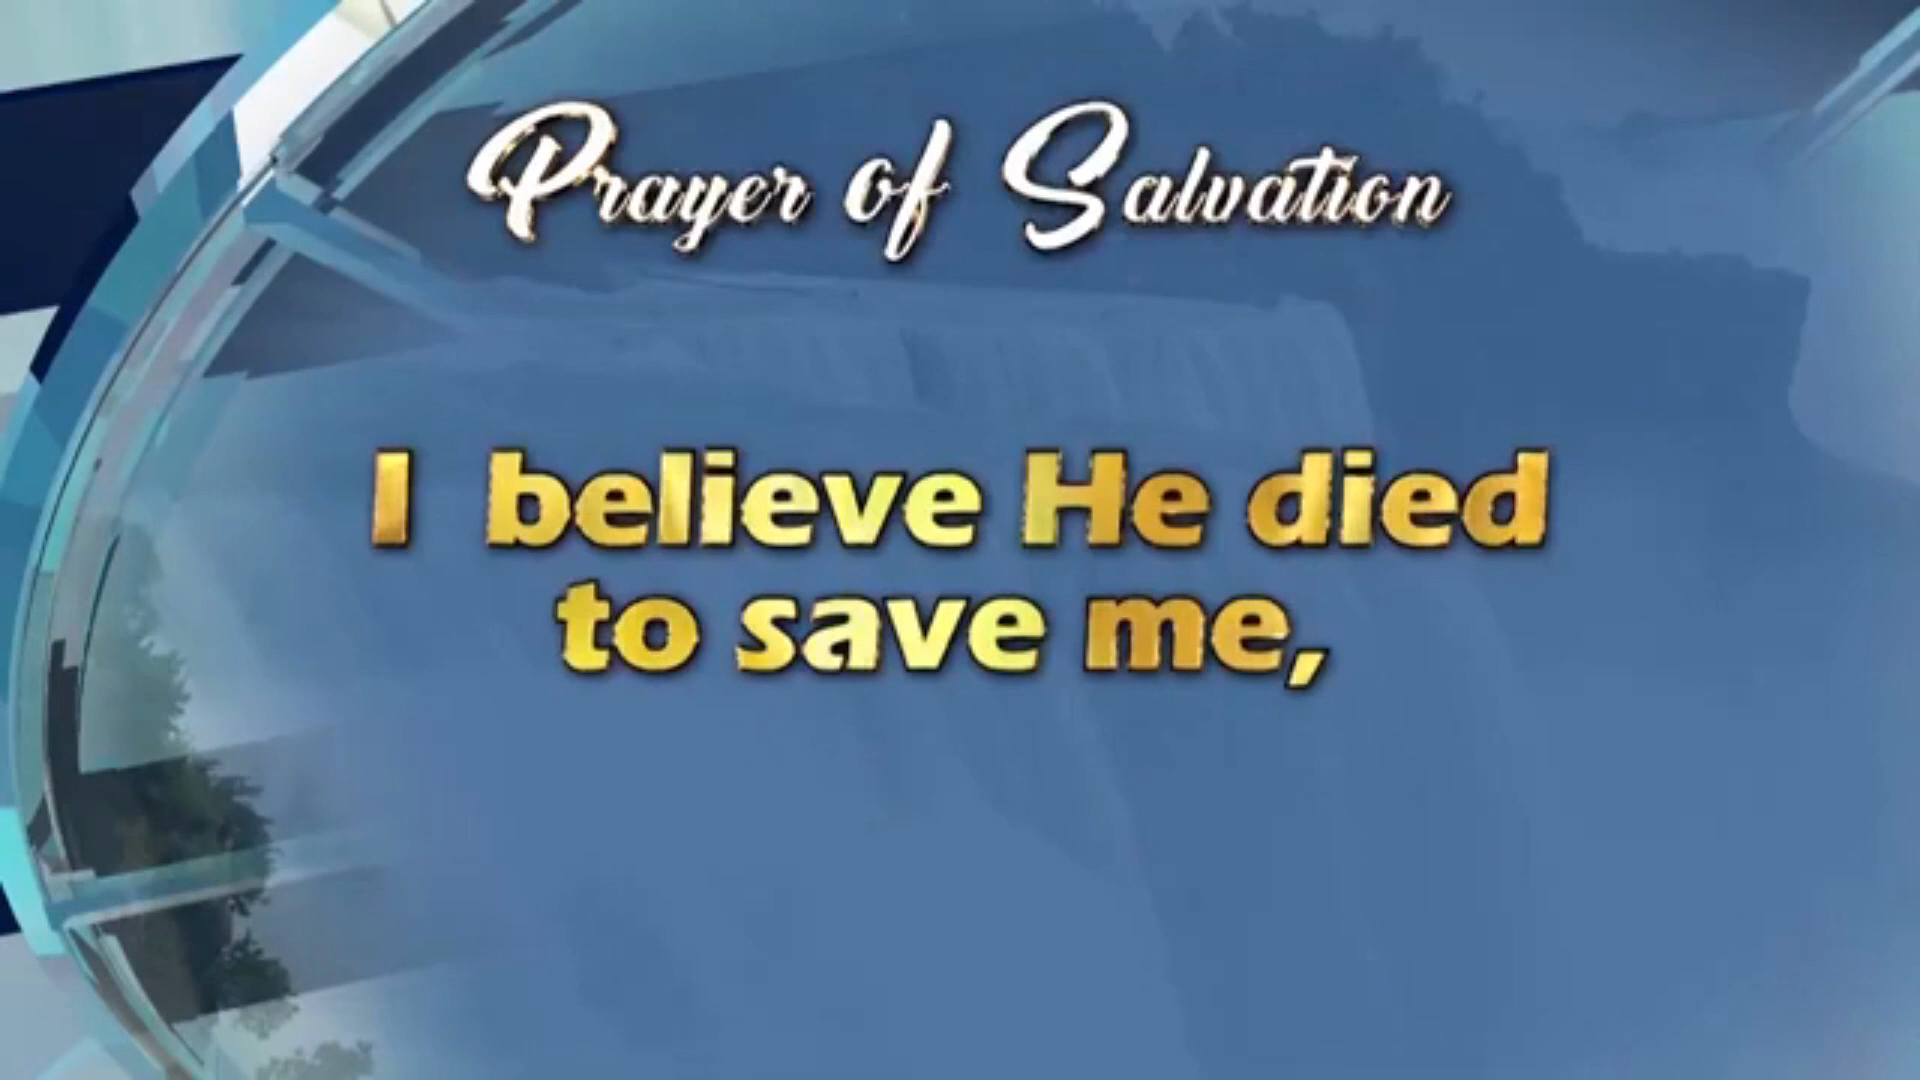 Prayer of Salvation
I believe He died
to save me,